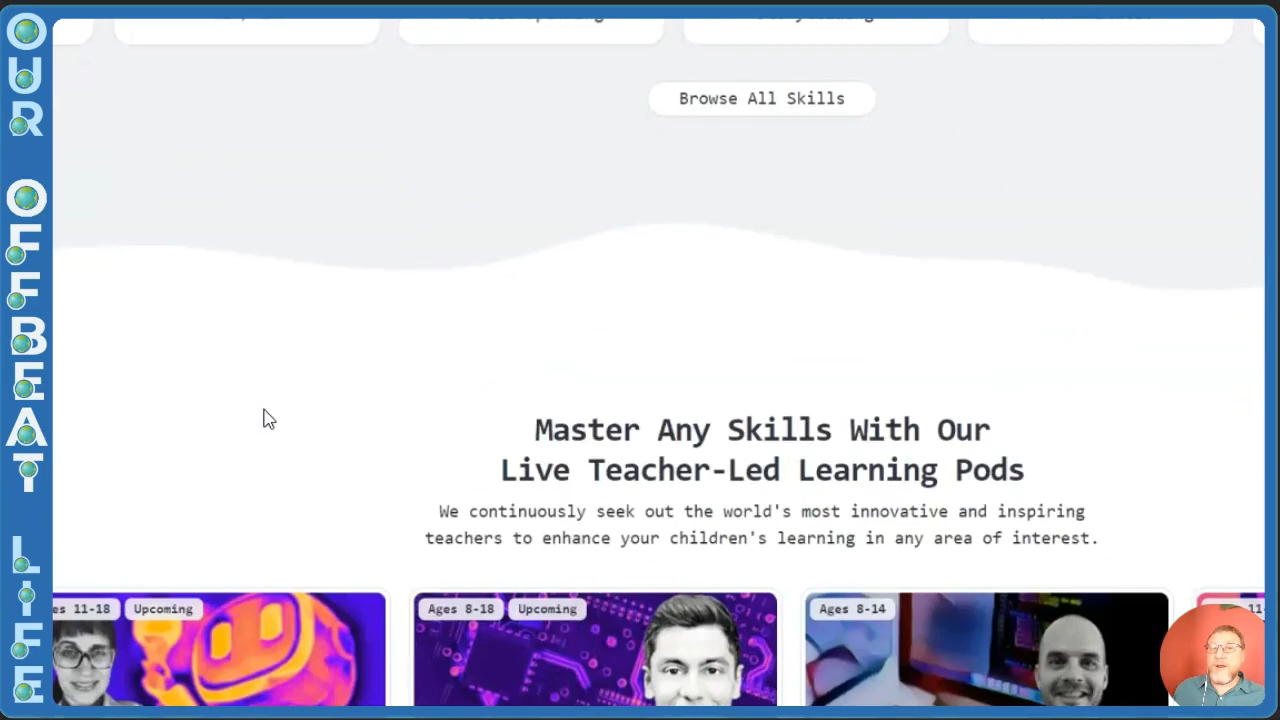 OUR OFFBEAT LIFE
Browse All Skills
Master Any Skills With Our
Live Teacher-Led Learning Pods
We continuously seek out the world's most innovative and inspiring
teachers to enhance your children's learning in any area of interest.
11-18 Upcoming
Ages 8-18 Upcoming
Ages 8-14